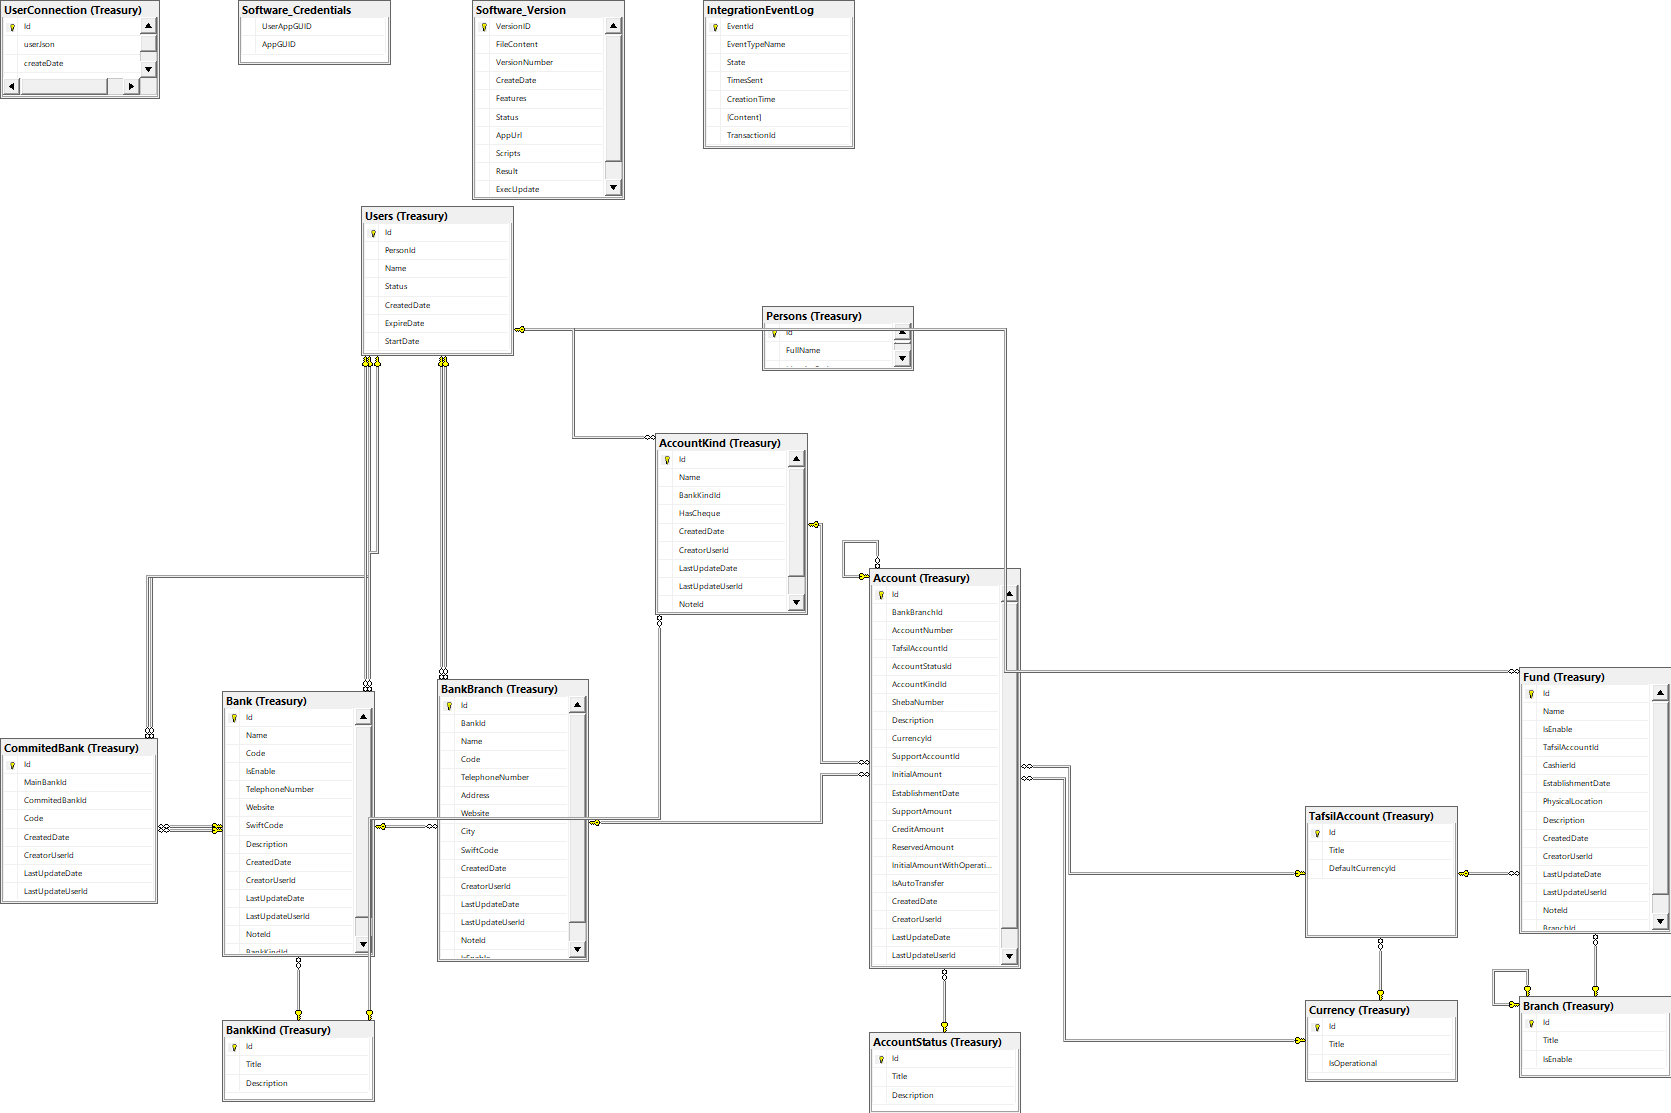 UserConnection (Treasury)
Id
userJson
createDate
Software_Credentials
UserAppGUID
AppGUID
Software_Version
VersionID
FileContent
VersionNumber
CreateDate
Features
Status
AppUrl
Scripts
Result
ExecUpdate
IntegrationEventLog
EventId
EventTypeName
State
TimesSent
CreationTime
[Content]
TransactionId
Users (Treasury)
Id
PersonId
Name
Status
CreatedDate
ExpireDate
StartDate
Persons (Treasury)
Id
FullName
AccountKind (Treasury)
Id
Name
BankKindId
HasCheque
CreatedDate
CreatorUserId
LastUpdateDate
LastUpdateUserId
NoteId
Account (Treasury)
Id
BankBranchId
AccountNumber
TafsilAccountId
AccountStatusId
AccountKindId
ShebaNumber
Description
CurrencyId
SupportAccountId
InitialAmount
EstablishmentDate
SupportAmount
CreditAmount
ReservedAmount
InitialAmountWithOperati...
IsAutoTransfer
CreatedDate
CreatorUserId
LastUpdateDate
LastUpdateUserId
Fund (Treasury)
Id
Name
IsEnable
TafsilAccountId
CashierId
EstablishmentDate
PhysicalLocation
Description
CreatedDate
CreatorUserId
LastUpdateDate
LastUpdateUserId
NoteId
BranchId
Bank (Treasury)
Id
Name
Code
IsEnable
TelephoneNumber
Website
SwiftCode
Description
CreatedDate
CreatorUserId
LastUpdateDate
LastUpdateUserId
NoteId
BankKindId
BankBranch (Treasury)
Id
BankId
Name
Code
TelephoneNumber
Address
Website
City
SwiftCode
CreatedDate
CreatorUserId
LastUpdateDate
LastUpdateUserId
NoteId
IsEnable
CommitedBank (Treasury)
Id
MainBankId
CommitedBankId
Code
CreatedDate
CreatorUserId
LastUpdateDate
LastUpdateUserId
TafsilAccount (Treasury)
Id
Title
DefaultCurrencyId
BankKind (Treasury)
Id
Title
Description
AccountStatus (Treasury)
Id
Title
Description
Currency (Treasury)
Id
Title
IsOperational
Branch (Treasury)
Id
Title
IsEnable